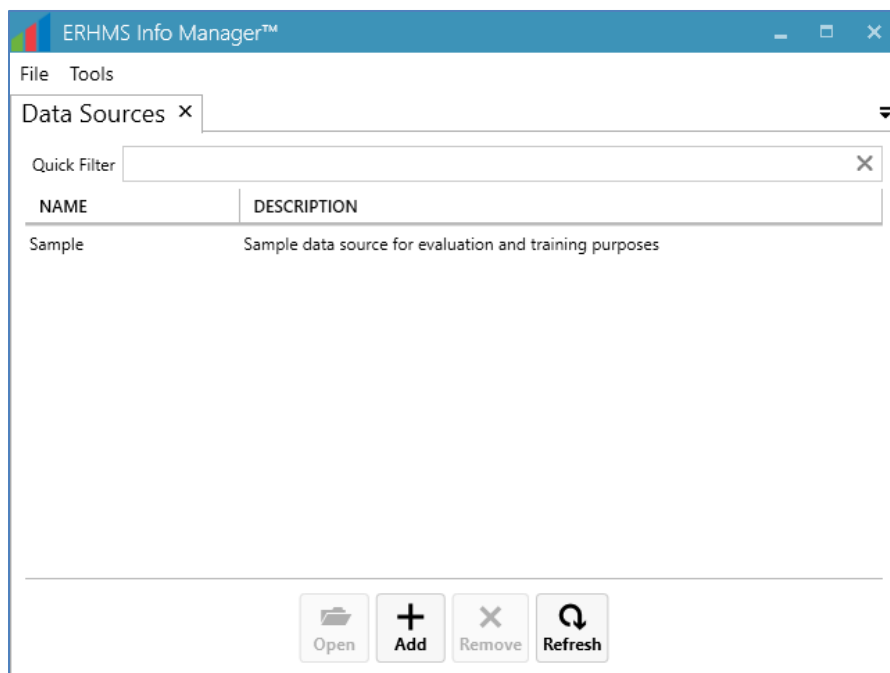 ERHMS Info Manager™
File Tools
Data Sources
Quick Filter
NAME DESCRIPTION
Sample Sample data source for evaluation and training purposes
Open Add Remove Refresh